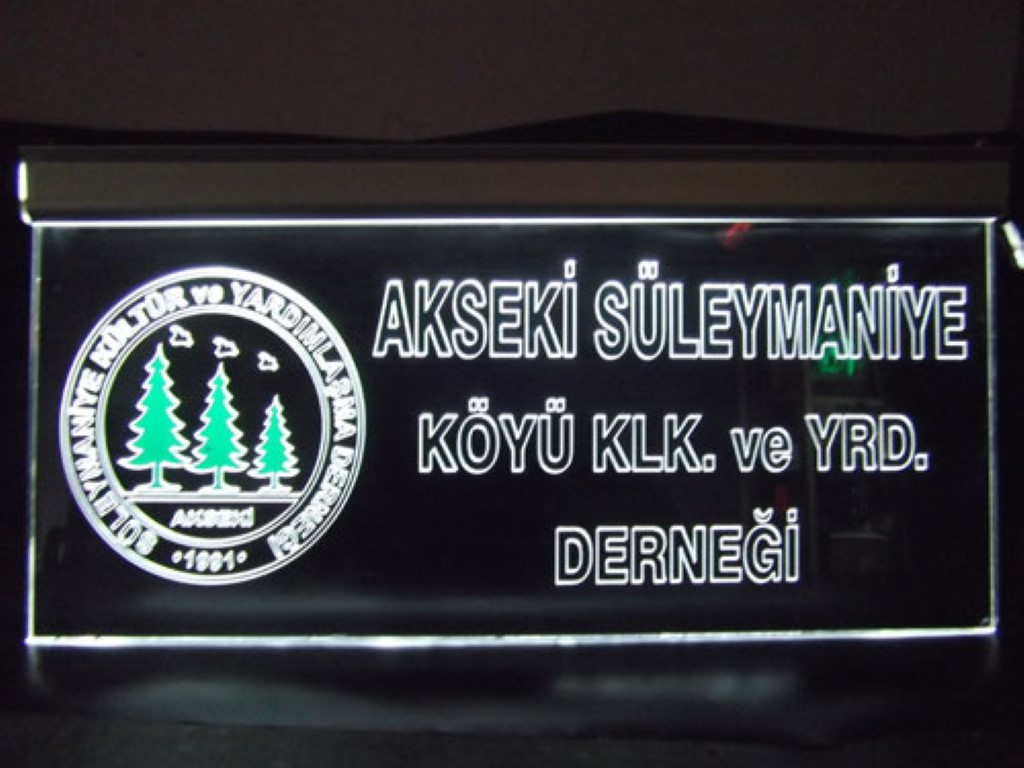 SÜLEYMANİYE KÜLTÜR ve YARDIMLAŞMA DERNEĞİ
AKSEKİ
•1991•
AKSEKİ SÜLEYMANİYE
KÖYÜ KLK. ve YRD.
DERNEĞİ